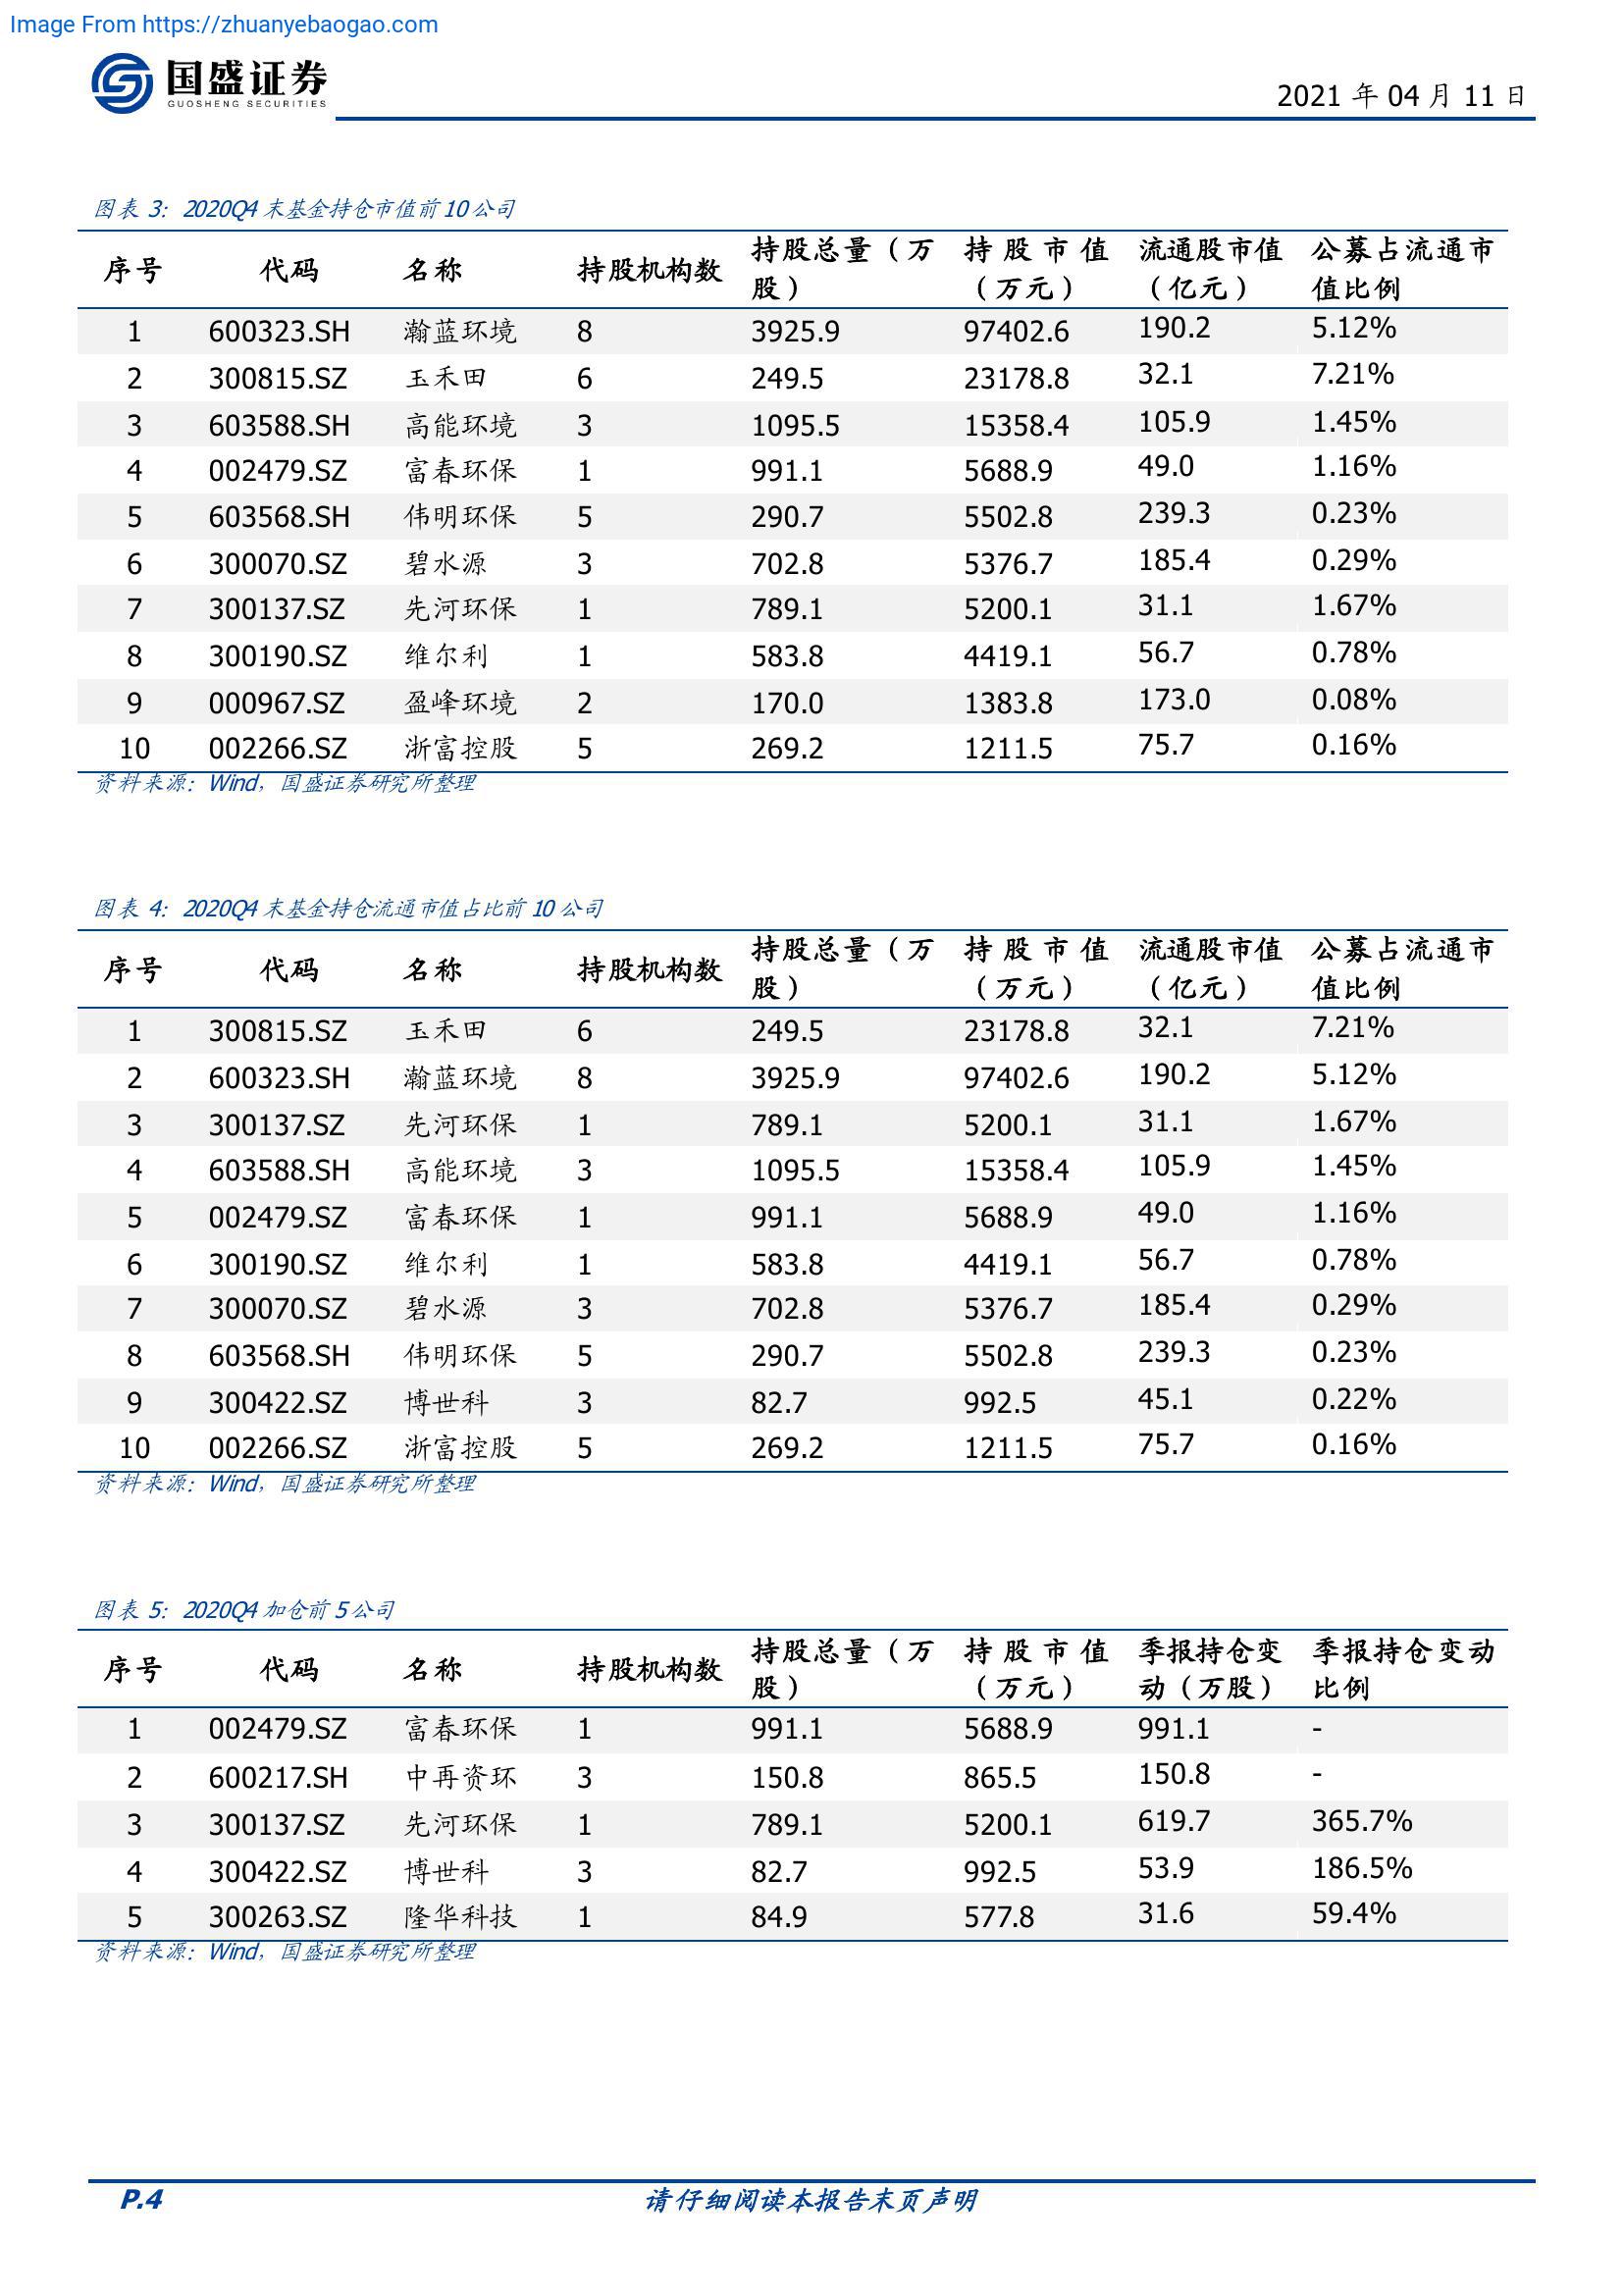 Image From https://zhuanyebaogao.com
国盛证券
GUOSHENG SECURITIES
2021 年 04 月 11 日
图表 3：2020Q4 末基金持仓市值前 10 公司
序号 代码 名称 持股机构数 持股总量（万股） 持股市值（万元） 流通股市值（亿元） 公募占流通市值比例
1 600323.SH 瀚蓝环境 8 3925.9 97402.6 190.2 5.12%
2 300815.SZ 玉禾田 6 249.5 23178.8 32.1 7.21%
3 603588.SH 高能环境 3 1095.5 15358.4 105.9 1.45%
4 002479.SZ 富春环保 1 991.1 5688.9 49.0 1.16%
5 603568.SH 伟明环保 5 290.7 5502.8 239.3 0.23%
6 300070.SZ 碧水源 3 702.8 5376.7 185.4 0.29%
7 300137.SZ 先河环保 1 789.1 5200.1 31.1 1.67%
8 300190.SZ 维尔利 1 583.8 4419.1 56.7 0.78%
9 000967.SZ 盈峰环境 2 170.0 1383.8 173.0 0.08%
10 002266.SZ 浙富控股 5 269.2 1211.5 75.7 0.16%
资料来源：Wind，国盛证券研究所整理
图表 4：2020Q4 末基金持仓流通市值占比前 10 公司
序号 代码 名称 持股机构数 持股总量（万股） 持股市值（万元） 流通股市值（亿元） 公募占流通市值比例
1 300815.SZ 玉禾田 6 249.5 23178.8 32.1 7.21%
2 600323.SH 瀚蓝环境 8 3925.9 97402.6 190.2 5.12%
3 300137.SZ 先河环保 1 789.1 5200.1 31.1 1.67%
4 603588.SH 高能环境 3 1095.5 15358.4 105.9 1.45%
5 002479.SZ 富春环保 1 991.1 5688.9 49.0 1.16%
6 300190.SZ 维尔利 1 583.8 4419.1 56.7 0.78%
7 300070.SZ 碧水源 3 702.8 5376.7 185.4 0.29%
8 603568.SH 伟明环保 5 290.7 5502.8 239.3 0.23%
9 300422.SZ 博世科 3 82.7 992.5 45.1 0.22%
10 002266.SZ 浙富控股 5 269.2 1211.5 75.7 0.16%
资料来源：Wind，国盛证券研究所整理
图表 5：2020Q4 加仓前 5 公司
序号 代码 名称 持股机构数 持股总量（万股） 持股市值（万元） 季报持仓变动（万股） 季报持仓变动比例
1 002479.SZ 富春环保 1 991.1 5688.9 991.1 -
2 600217.SH 中再资环 3 150.8 865.5 150.8 -
3 300137.SZ 先河环保 1 789.1 5200.1 619.7 365.7%
4 300422.SZ 博世科 3 82.7 992.5 53.9 186.5%
5 300263.SZ 隆华科技 1 84.9 577.8 31.6 59.4%
资料来源：Wind，国盛证券研究所整理
P.4 请仔细阅读本报告末页声明